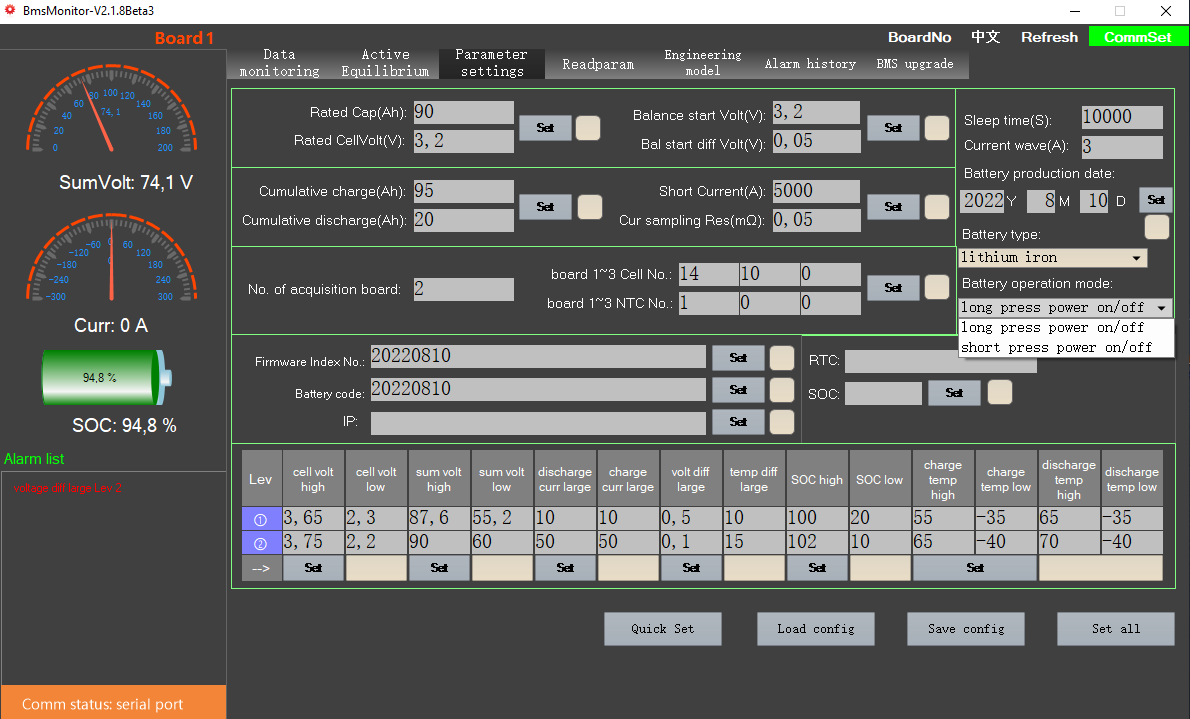 BmsMonitor-V2.1.8Beta3
BoardNo 中文 Refresh CommSet
Board 1
Data monitoring
Active Equilibrium
Parameter settings
Readparam
Engineering model
Alarm history
BMS upgrade
0 20 40 60 80 100 120 140 160 180 200
74,1
SumVolt: 74,1 V
-300 -240 -180 -120 -60 0 60 120 180 240 300
0
Curr: 0 A
94,8 %
SOC: 94,8 %
Alarm list
voltage diff large Lev 2
Comm status: serial port
Rated Cap(Ah): 90
Rated CellVolt(V): 3,2
Set
Balance start Volt(V): 3,2
Bal start diff Volt(V): 0,05
Set
Cumulative charge(Ah): 95
Cumulative discharge(Ah): 20
Set
Short Current(A): 5000
Cur sampling Res(mΩ): 0,05
Set
No. of acquisition board: 2
board 1~3 Cell No.: 14 10 0
board 1~3 NTC No.: 1 0 0
Set
Sleep time(S): 10000
Current wave(A): 3
Battery production date:
2022 Y 8 M 10 D Set
Battery type:
lithium iron
Battery operation mode:
long press power on/off
long press power on/off
short press power on/off
Firmware Index No.: 20220810 Set
Battery code: 20220810 Set
IP: Set
RTC:
SOC: Set
Lev | cell volt high | cell volt low | sum volt high | sum volt low | discharge curr large | charge curr large | volt diff large | temp diff large | SOC high | SOC low | charge temp high | charge temp low | discharge temp high | discharge temp low
① 3,65 2,3 87,6 55,2 10 10 0,5 10 100 20 55 -35 65 -35
② 3,75 2,2 90 60 50 50 0,1 15 102 10 65 -40 70 -40
--> Set Set Set Set Set Set
Quick Set Load config Save config Set all